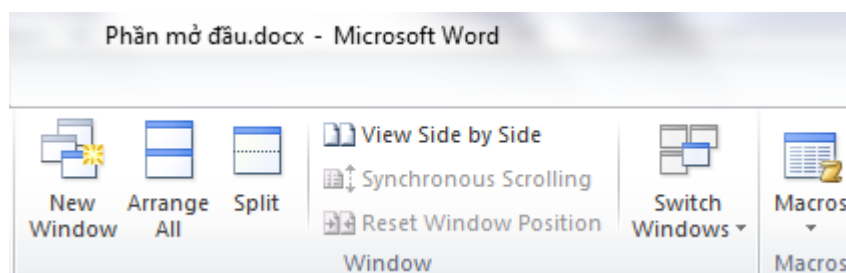 Phần mở đầu.docx - Microsoft Word
New Window
Arrange All
Split
View Side by Side
Synchronous Scrolling
Reset Window Position
Switch Windows
Macros
Window
Macros